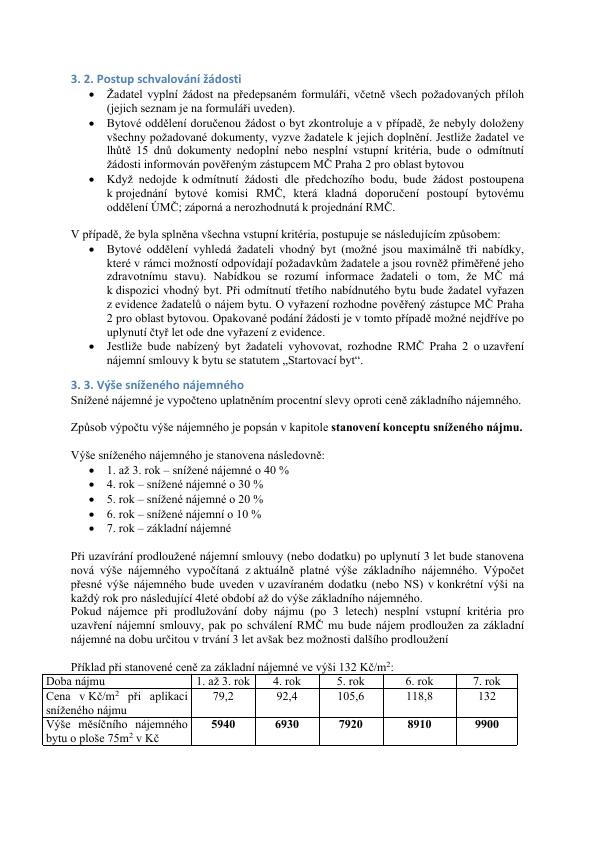 3. 2. Postup schvalování žádosti
• Žadatel vyplní žádost na předepsaném formuláři, včetně všech požadovaných příloh
(jejich seznam je na formuláři uveden).
• Bytové oddělení doručenou žádost o byt zkontroluje a v případě, že nebyly doloženy
všechny požadované dokumenty, vyzve žadatele k jejich doplnění. Jestliže žadatel ve
lhůtě 15 dnů dokumenty nedoplní nebo nesplní vstupní kritéria, bude o odmítnutí
žádosti informován pověřeným zástupcem MČ Praha 2 pro oblast bytovou
• Když nedojde k odmítnutí žádosti dle předchozího bodu, bude žádost postoupena
k projednání bytové komisi RMČ, která kladná doporučení postoupí bytovému
oddělení ÚMČ; záporná a nerozhodnutá k projednání RMČ.
V případě, že byla splněna všechna vstupní kritéria, postupuje se následujícím způsobem:
• Bytové oddělení vyhledá žadateli vhodný byt (možné jsou maximálně tři nabídky,
které v rámci možností odpovídají požadavkům žadatele a jsou rovněž přiměřené jeho
zdravotnímu stavu). Nabídkou se rozumí informace žadateli o tom, že MČ má
k dispozici vhodný byt. Při odmítnutí třetího nabídnutého bytu bude žadatel vyřazen
z evidence žadatelů o nájem bytu. O vyřazení rozhodne pověřený zástupce MČ Praha
2 pro oblast bytovou. Opakované podání žádosti je v tomto případě možné nejdříve po
uplynutí čtyř let ode dne vyřazení z evidence.
• Jestliže bude nabízený byt žadateli vyhovovat, rozhodne RMČ Praha 2 o uzavření
nájemní smlouvy k bytu se statutem „Startovací byt“.
3. 3. Výše sníženého nájemného
Snížené nájemné je vypočteno uplatněním procentní slevy oproti ceně základního nájemného.
Způsob výpočtu výše nájemného je popsán v kapitole stanovení konceptu sníženého nájmu.
Výše sníženého nájemného je stanovena následovně:
• 1. až 3. rok – snížené nájemné o 40 %
• 4. rok – snížené nájemné o 30 %
• 5. rok – snížené nájemné o 20 %
• 6. rok – snížené nájemní o 10 %
• 7. rok – základní nájemné
Při uzavírání prodloužené nájemní smlouvy (nebo dodatku) po uplynutí 3 let bude stanovena
nová výše nájemného vypočítaná z aktuálně platné výše základního nájemného. Výpočet
přesné výše nájemného bude uveden v uzavíraném dodatku (nebo NS) v konkrétní výši na
každý rok pro následující 4leté období až do výše základního nájemného.
Pokud nájemce při prodlužování doby nájmu (po 3 letech) nesplní vstupní kritéria pro
uzavření nájemní smlouvy, pak po schválení RMČ mu bude nájem prodloužen za základní
nájemné na dobu určitou v trvání 3 let avšak bez možnosti dalšího prodloužení
Příklad při stanovené ceně za základní nájemné ve výši 132 Kč/m²:
Doba nájmu 1. až 3. rok 4. rok 5. rok 6. rok 7. rok
Cena v Kč/m² při aplikaci 79,2 92,4 105,6 118,8 132
sníženého nájmu
Výše měsíčního nájemného 5940 6930 7920 8910 9900
bytu o ploše 75m² v Kč